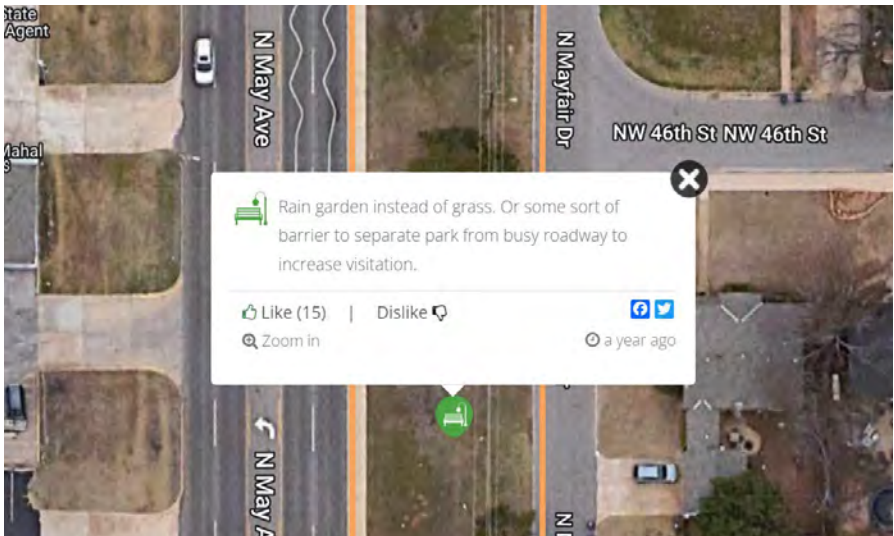 State
Agent
N May Ave
N Mayfair Dr
NW 46th St NW 46th St
Mahal
Rain garden instead of grass. Or some sort of
barrier to separate park from busy roadway to
increase visitation.
Like (15) | Dislike
Zoom in
a year ago
N May A
N